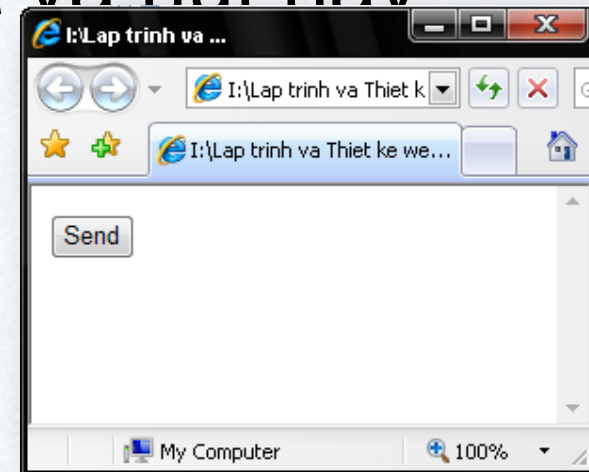 I:\Lap trinh va ...
I:\Lap trinh va Thiet k
G
I:\Lap trinh va Thiet ke we...
Send
My Computer
100%